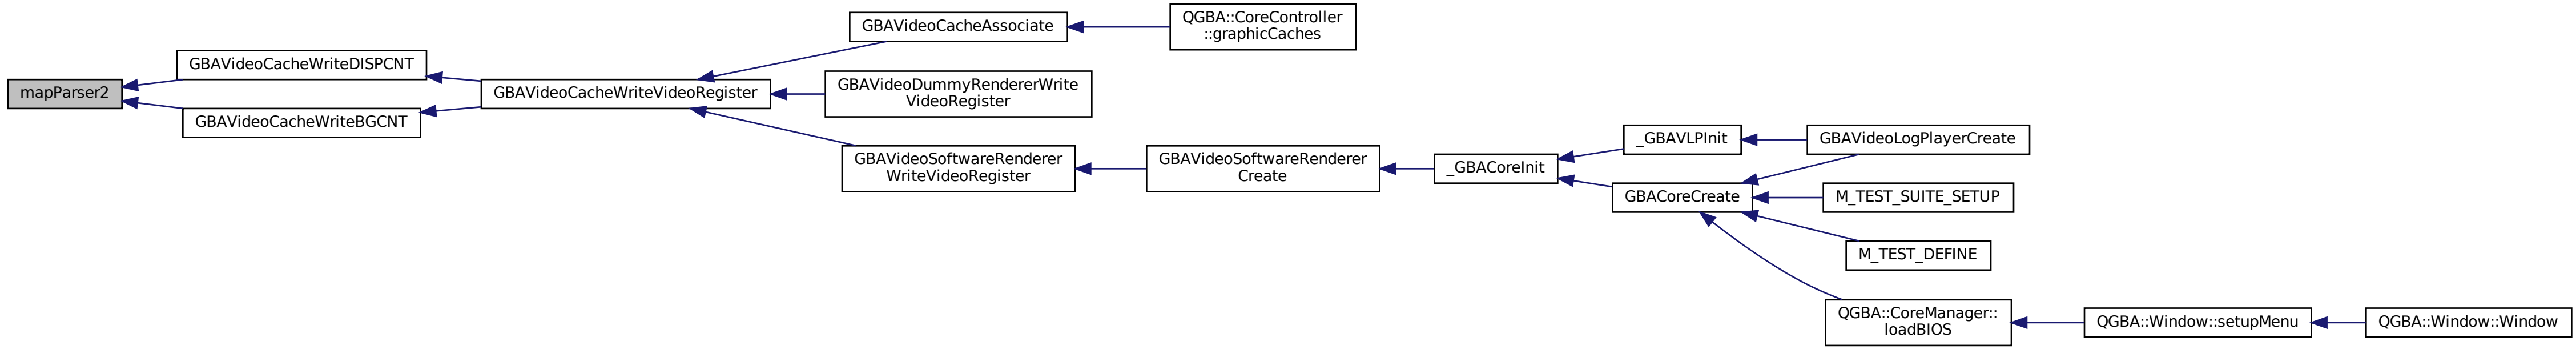 mapParser2
GBAVideoCacheWriteDISPCNT
GBAVideoCacheWriteBGCNT
GBAVideoCacheWriteVideoRegister
GBAVideoCacheAssociate
QGBA::CoreController
::graphicCaches
GBAVideoDummyRendererWrite
VideoRegister
GBAVideoSoftwareRenderer
WriteVideoRegister
GBAVideoSoftwareRenderer
Create
_GBACoreInit
_GBAVLPInit
GBAVideoLogPlayerCreate
GBACoreCreate
M_TEST_SUITE_SETUP
M_TEST_DEFINE
QGBA::CoreManager::
loadBIOS
QGBA::Window::setupMenu
QGBA::Window::Window